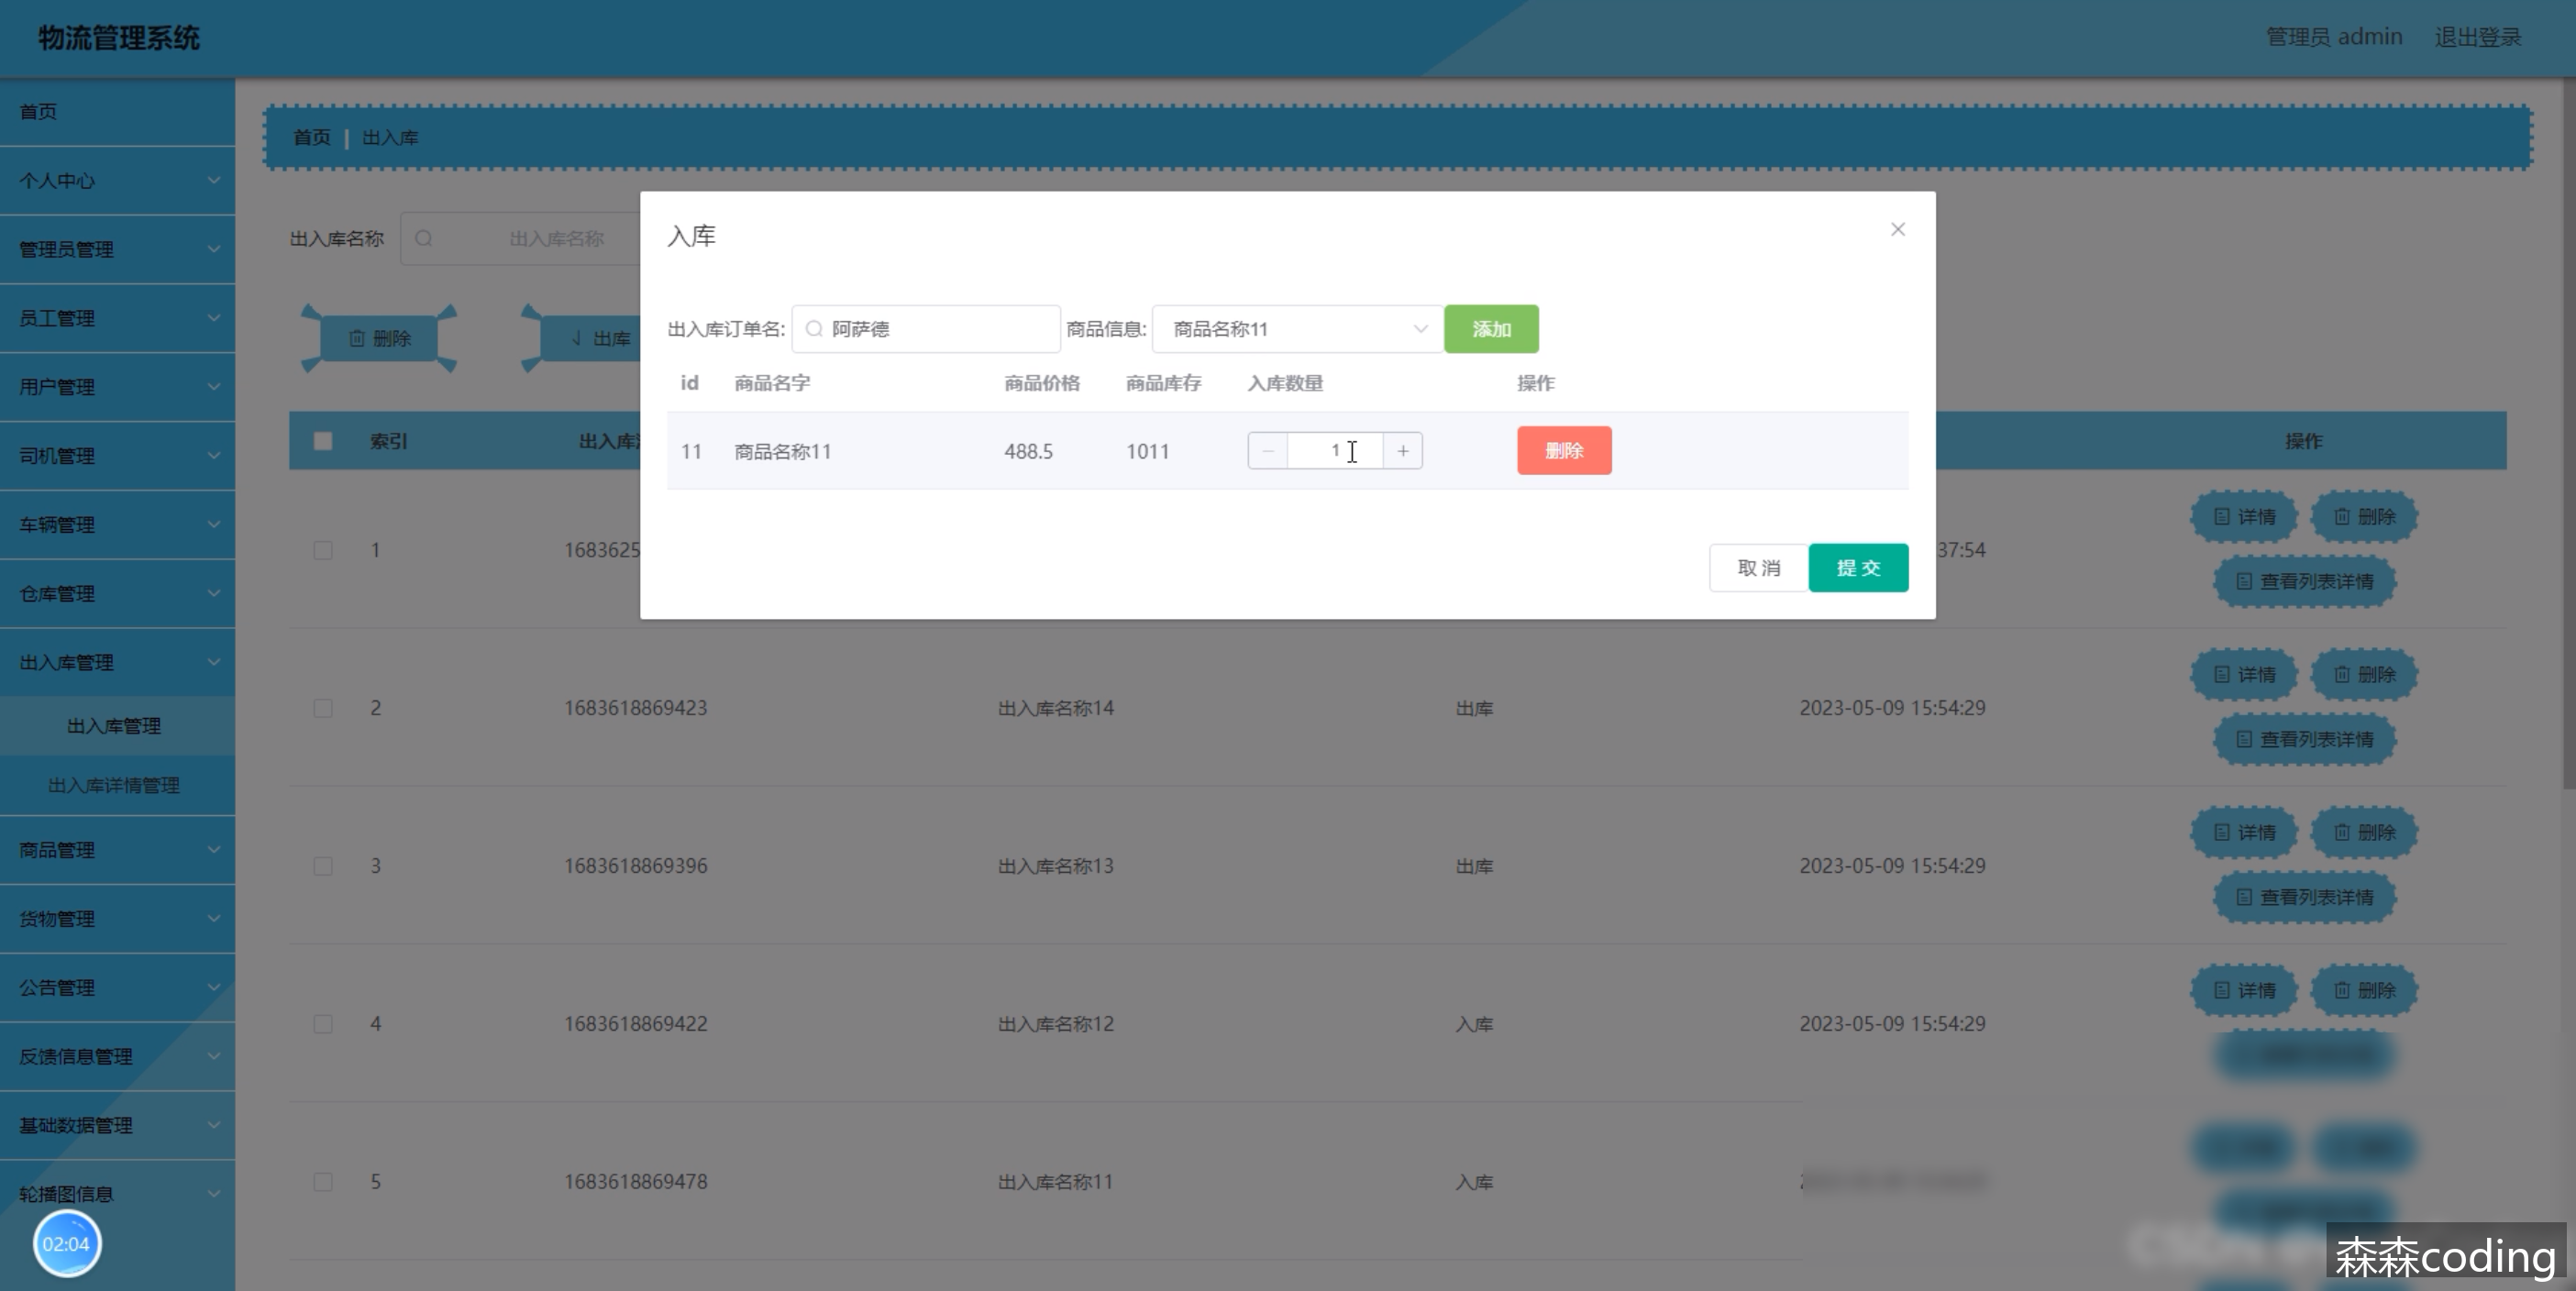 物流管理系统
管理员 admin 退出登录
首页
个人中心
管理员管理
员工管理
用户管理
司机管理
车辆管理
仓库管理
出入库管理
出入库管理
出入库详情管理
商品管理
货物管理
公告管理
反馈信息管理
基础数据管理
轮播图信息
02:04
首页 | 出入库
出入库名称 出入库名称
删除 出库
入库
出入库订单名: 阿萨德 商品信息: 商品名称11 添加
id 商品名字 商品价格 商品库存 入库数量 操作
11 商品名称11 488.5 1011 1 删除
取 消 提 交
索引 出入库 操作
1 1683625 37:54 详情 删除
查看列表详情
2 1683618869423 出入库名称14 出库 2023-05-09 15:54:29 详情 删除
查看列表详情
3 1683618869396 出入库名称13 出库 2023-05-09 15:54:29 详情 删除
查看列表详情
4 1683618869422 出入库名称12 入库 2023-05-09 15:54:29 详情 删除
5 1683618869478 出入库名称11 入库
森森coding